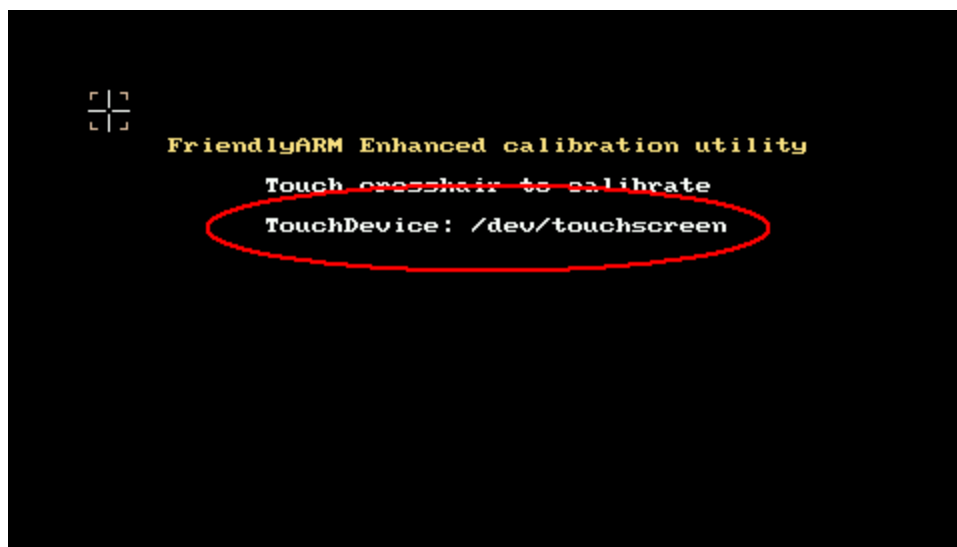 FriendlyARM Enhanced calibration utility
Touch crosshair to calibrate
TouchDevice: /dev/touchscreen